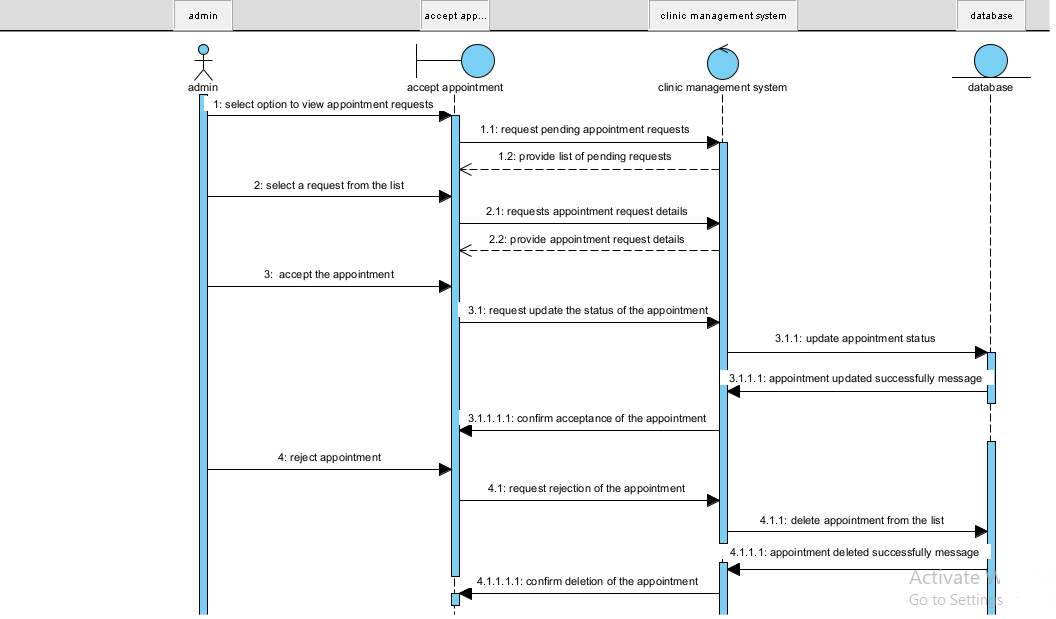 admin
accept app...
clinic management system
database
admin
accept appointment
clinic management system
database
1: select option to view appointment requests
1.1: request pending appointment requests
1.2: provide list of pending requests
2: select a request from the list
2.1: requests appointment request details
2.2: provide appointment request details
3: accept the appointment
3.1: request update the status of the appointment
3.1.1: update appointment status
3.1.1.1: appointment updated successfully message
3.1.1.1.1: confirm acceptance of the appointment
4: reject appointment
4.1: request rejection of the appointment
4.1.1: delete appointment from the list
4.1.1.1: appointment deleted successfully message
4.1.1.1.1: confirm deletion of the appointment
Activate W
Go to Settings